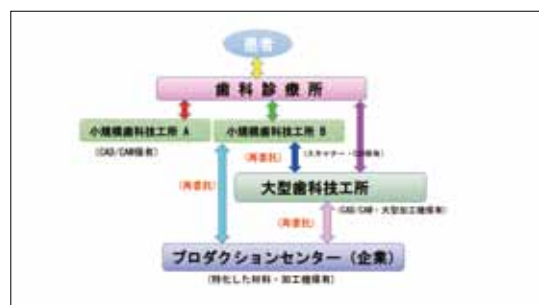 患者
歯科診療所
小規模歯科技工所 A
小規模歯科技工所 B
(CAD/CAM保有)
(再委託)
(スキャナー・CAD保有)
大型歯科技工所
(再委託)
(再委託)
(CAD/CAM・大型加工機保有)
プロダクションセンター（企業）
(特化した材料・加工機保有)